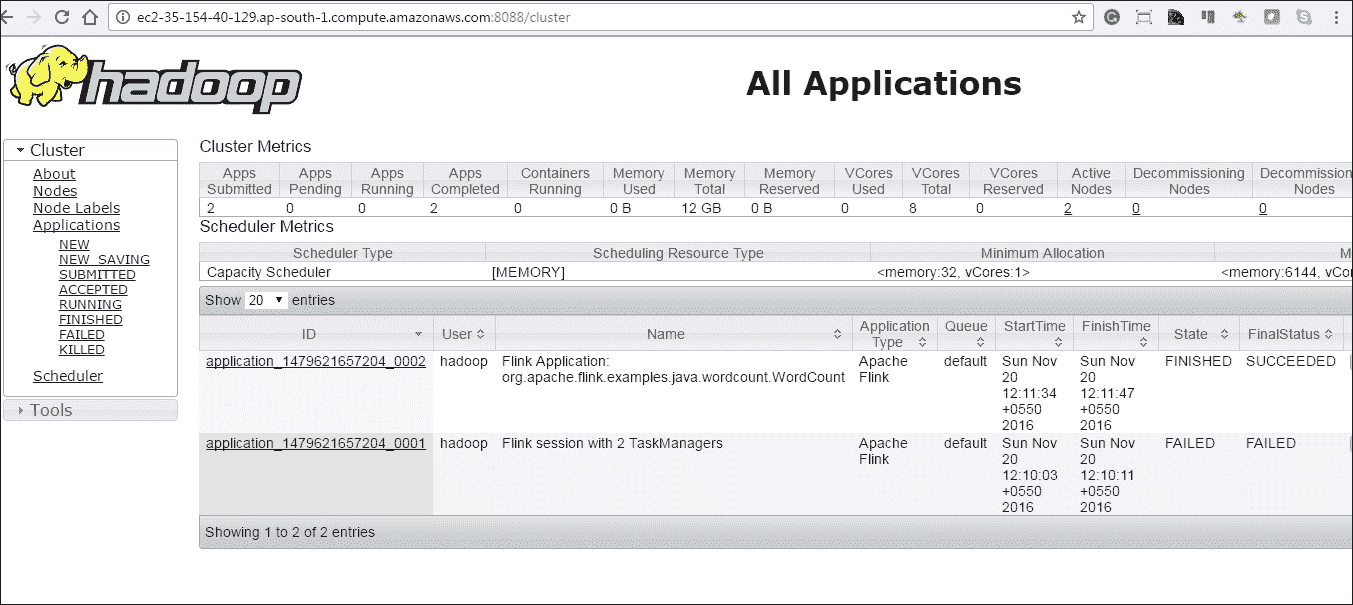 ec2-35-154-40-129.ap-south-1.compute.amazonaws.com:8088/cluster
hadoop
All Applications
Cluster
About
Nodes
Node Labels
Applications
NEW
NEW_SAVING
SUBMITTED
ACCEPTED
RUNNING
FINISHED
FAILED
KILLED
Scheduler
Tools
Cluster Metrics
Apps Submitted Apps Pending Apps Running Apps Completed Containers Running Memory Used Memory Total Memory Reserved VCores Used VCores Total VCores Reserved Active Nodes Decommissioning Nodes Decommission Nodes
2 0 0 2 0 0 B 12 GB 0 B 0 8 0 2 0 0
Scheduler Metrics
Scheduler Type Scheduling Resource Type Minimum Allocation M
Capacity Scheduler [MEMORY] <memory:32, vCores:1> <memory:6144, vCo
Show 20 entries
ID User Name Application Type Queue StartTime FinishTime State FinalStatus
application_1479621657204_0002 hadoop Flink Application: org.apache.flink.examples.java.wordcount.WordCount Apache Flink default Sun Nov 20 12:11:34 +0550 2016 Sun Nov 20 12:11:47 +0550 2016 FINISHED SUCCEEDED
application_1479621657204_0001 hadoop Flink session with 2 TaskManagers Apache Flink default Sun Nov 20 12:10:03 +0550 2016 Sun Nov 20 12:10:11 +0550 2016 FAILED FAILED
Showing 1 to 2 of 2 entries